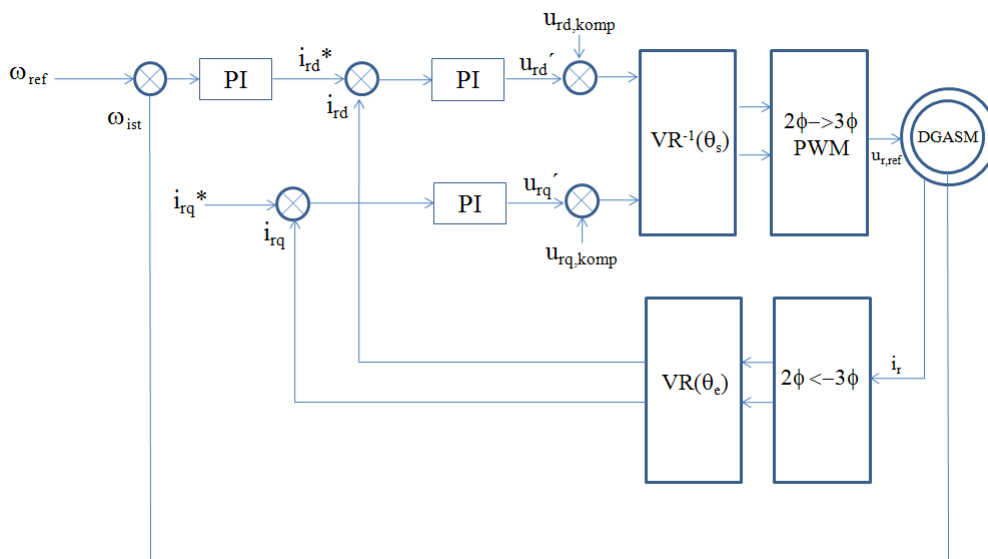 ω_ref
ω_ist
PI
i_rd*
i_rd
PI
u_rd´
u_rd,komp
VR⁻¹(θ_s)
2ϕ−>3ϕ
PWM
u_r,ref
DGASM
i_rq*
i_rq
PI
u_rq´
u_rq,komp
VR(θ_e)
2ϕ<−3ϕ
i_r